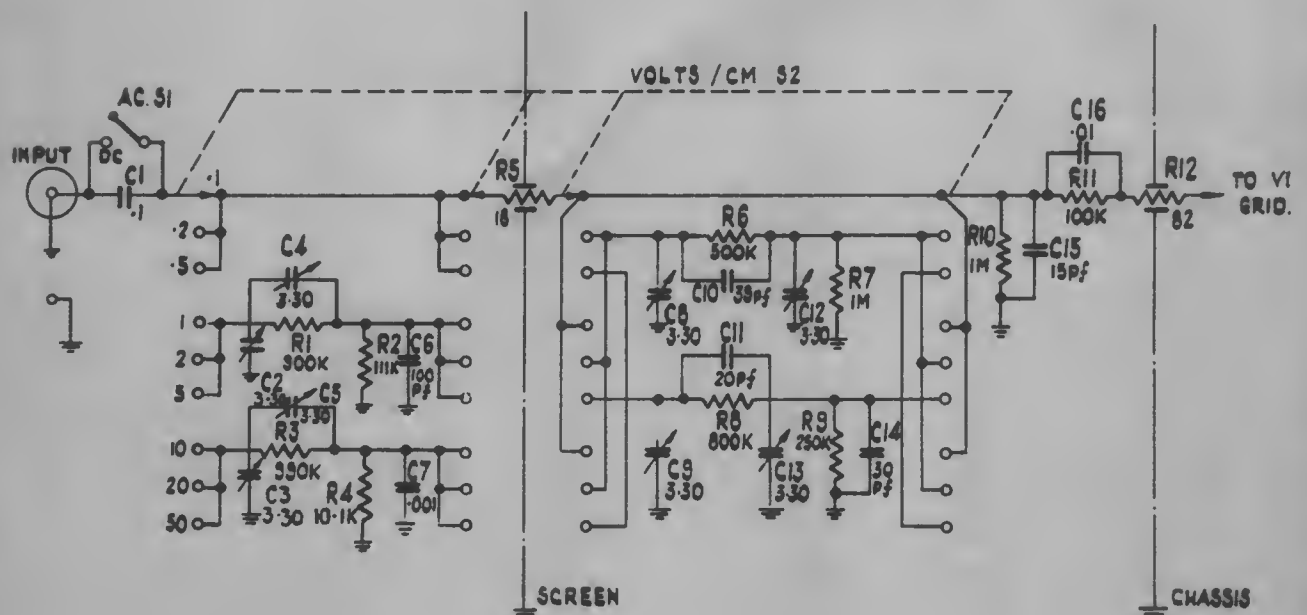 VOLTS / CM S2
AC. S1
INPUT
DC
C1
.1
.1
.2
.5
R5
18
C16
.01
R11
100K
R12
82
TO V1
GRID.
C4
3.30
1
2
5
R1
900K
R2
111K
C6
100
pf
C2
3.30
C5
3.30
R3
990K
10
20
50
C3
3.30
R4
10.1K
C7
.001
R6
500K
C10
39pf
C8
3.30
C12
3.30
R7
1M
C11
20pf
R8
800K
C9
3.30
C13
3.30
R9
250K
C14
30
pf
R10
1M
C15
15pf
SCREEN
CHASSIS